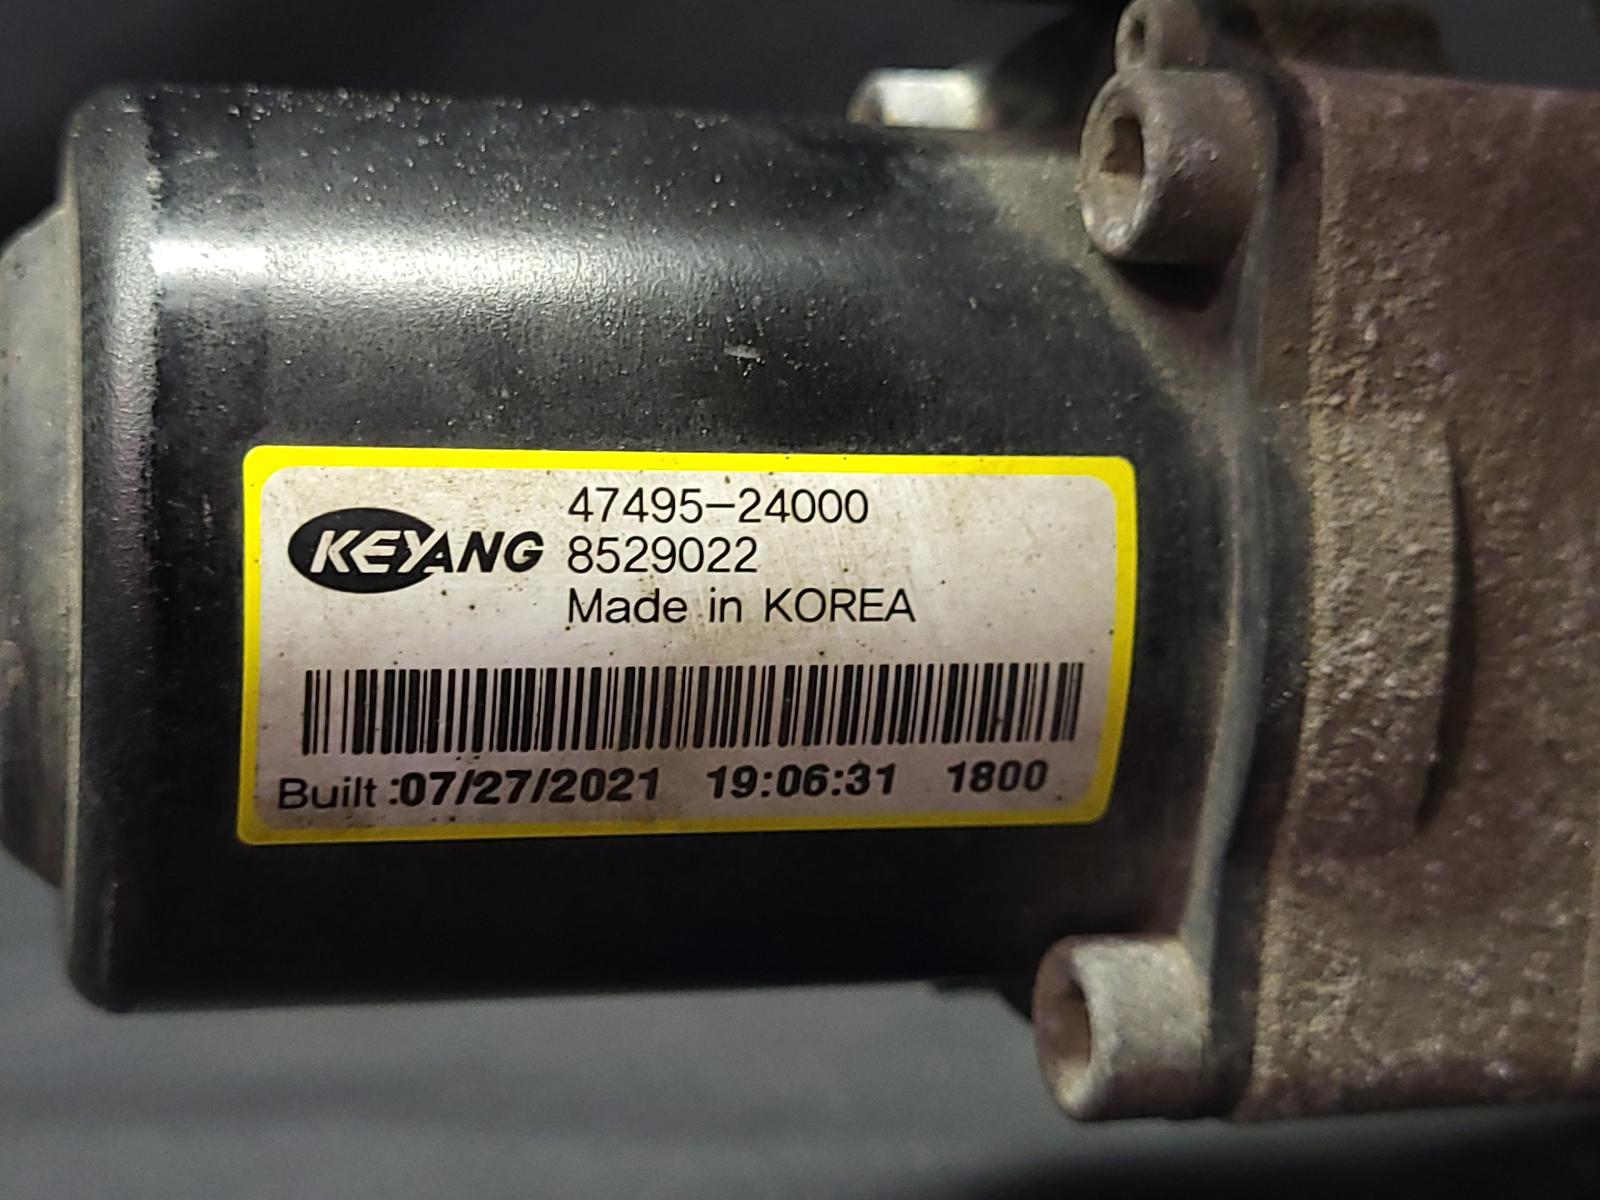 KEYANG
47495-24000
8529022
Made in KOREA
Built :07/27/2021 19:06:31 1800